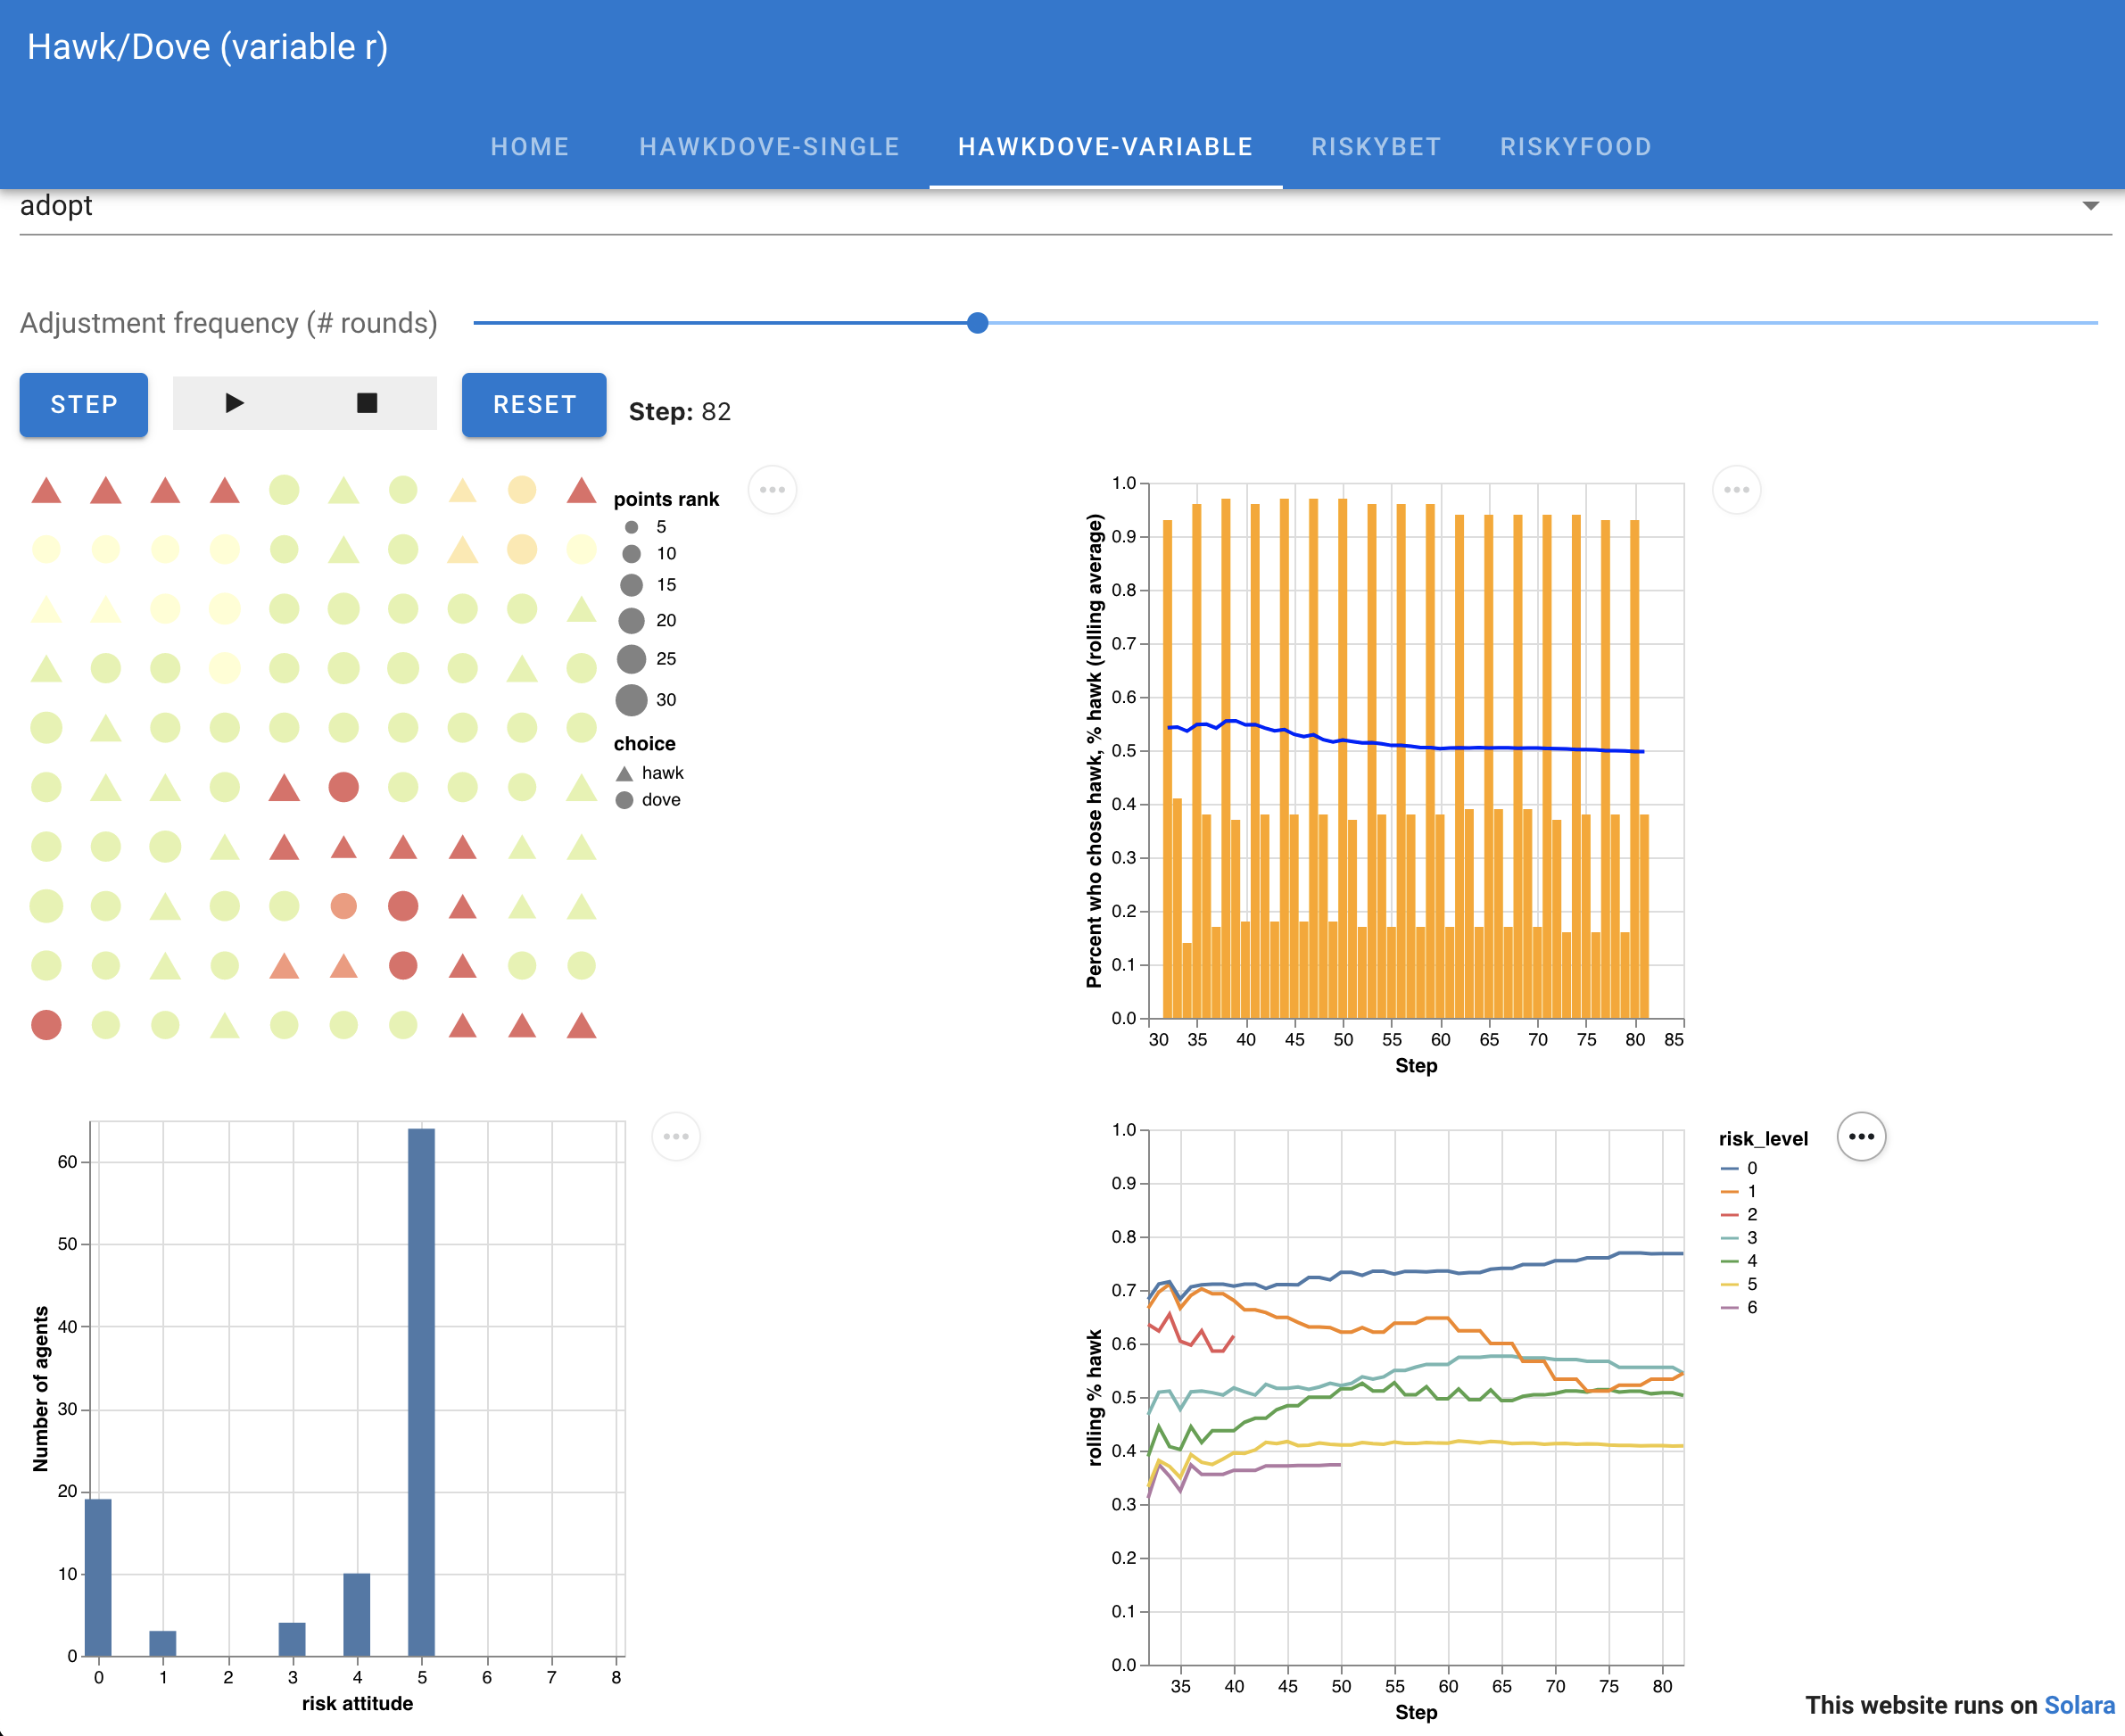 Hawk/Dove (variable r)
HOME HAWKDOVE-SINGLE HAWKDOVE-VARIABLE RISKYBET RISKYFOOD
adopt
Adjustment frequency (# rounds)
STEP RESET Step: 82
points rank
5
10
15
20
25
30
choice
hawk
dove
Percent who chose hawk, % hawk (rolling average)
1.0
0.9
0.8
0.7
0.6
0.5
0.4
0.3
0.2
0.1
0.0
30 35 40 45 50 55 60 65 70 75 80 85
Step
Number of agents
60
50
40
30
20
10
0
0 1 2 3 4 5 6 7 8
risk attitude
rolling % hawk
1.0
0.9
0.8
0.7
0.6
0.5
0.4
0.3
0.2
0.1
0.0
35 40 45 50 55 60 65 70 75 80
Step
risk_level
0
1
2
3
4
5
6
This website runs on Solara